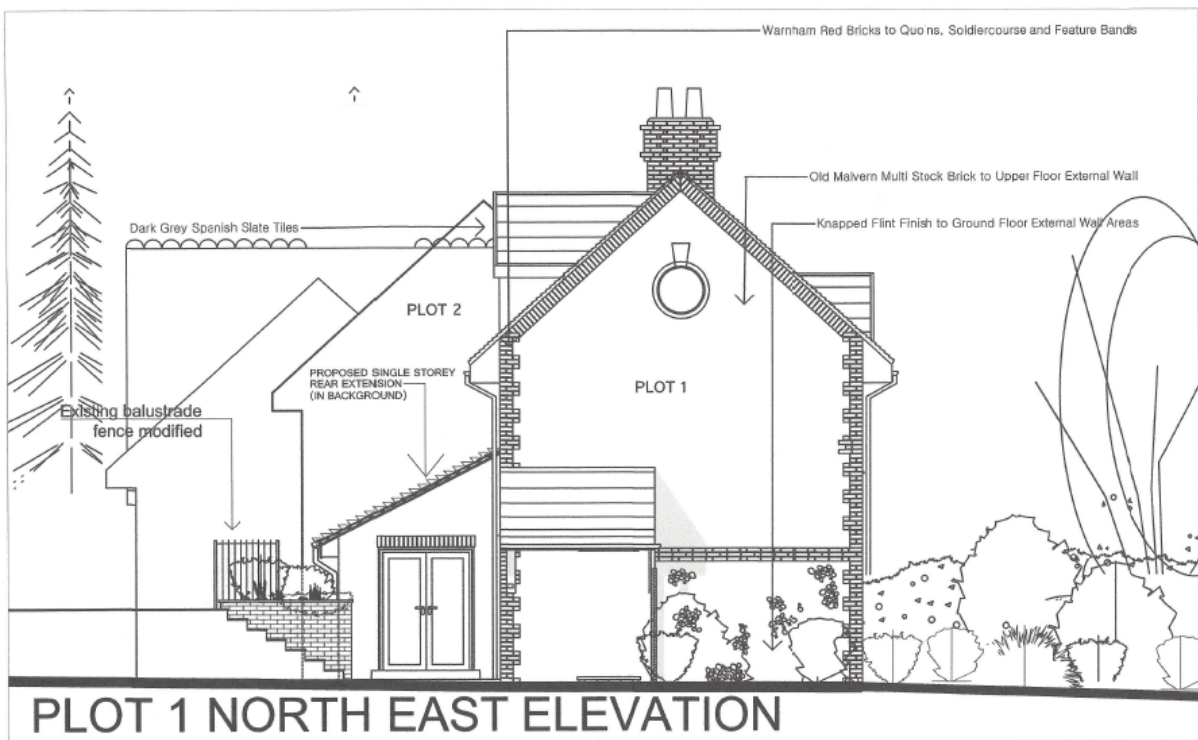 Warnham Red Bricks to Quoins, Soldiercourse and Feature Bands
Old Malvern Multi Stock Brick to Upper Floor External Wall
Knapped Flint Finish to Ground Floor External Wall Areas
Dark Grey Spanish Slate Tiles
PLOT 2
PROPOSED SINGLE STOREY
REAR EXTENSION
(IN BACKGROUND)
PLOT 1
Existing balustrade
fence modified
PLOT 1 NORTH EAST ELEVATION